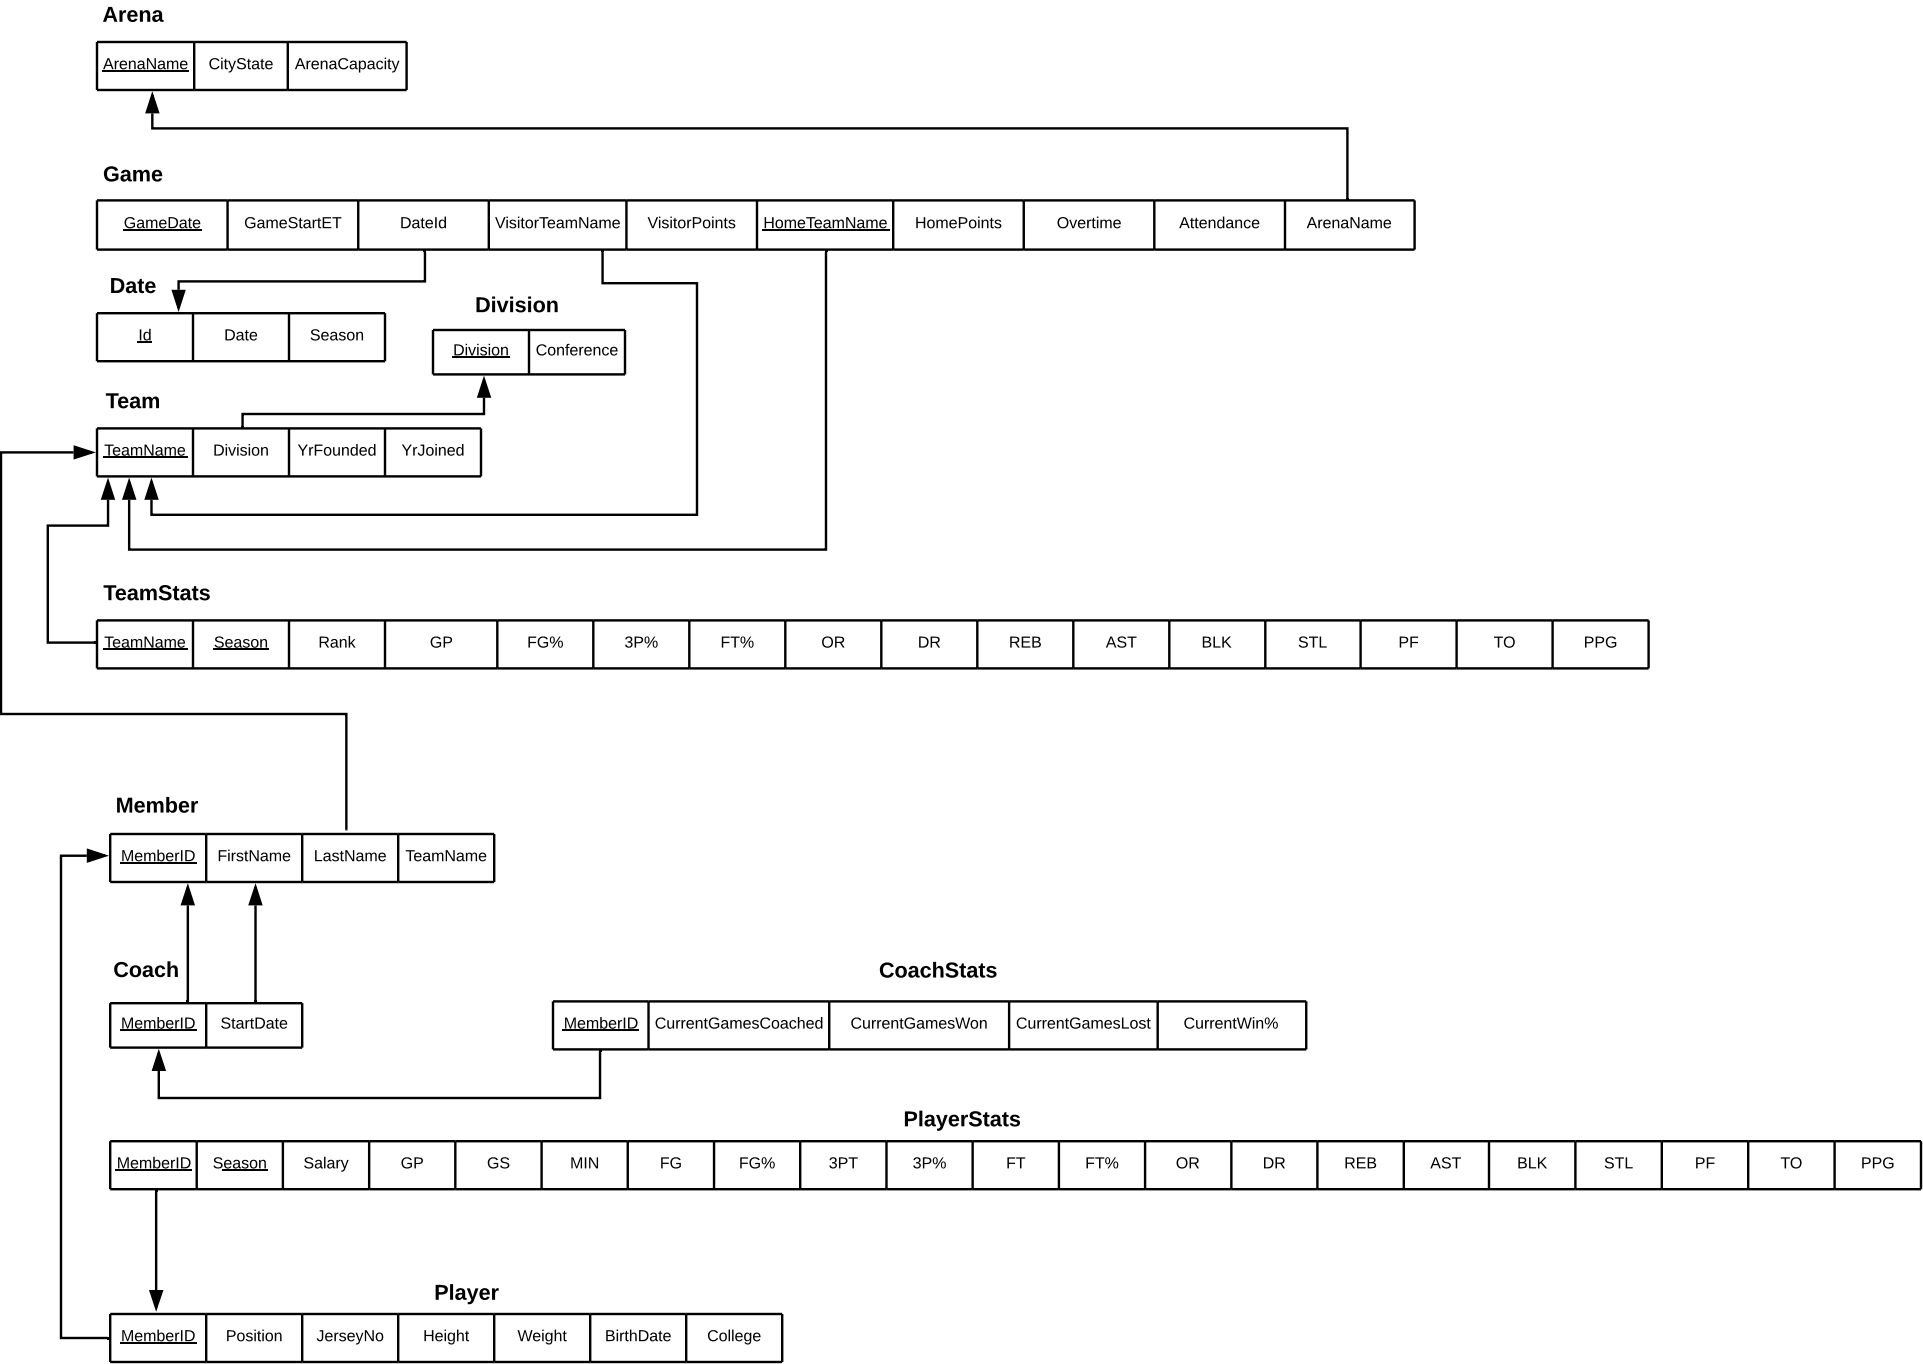 Arena
ArenaName CityState ArenaCapacity
Game
GameDate GameStartET DateId VisitorTeamName VisitorPoints HomeTeamName HomePoints Overtime Attendance ArenaName
Date
Division
Id Date Season
Division Conference
Team
TeamName Division YrFounded YrJoined
TeamStats
TeamName Season Rank GP FG% 3P% FT% OR DR REB AST BLK STL PF TO PPG
Member
MemberID FirstName LastName TeamName
Coach
CoachStats
MemberID StartDate
MemberID CurrentGamesCoached CurrentGamesWon CurrentGamesLost CurrentWin%
PlayerStats
MemberID Season Salary GP GS MIN FG FG% 3PT 3P% FT FT% OR DR REB AST BLK STL PF TO PPG
Player
MemberID Position JerseyNo Height Weight BirthDate College